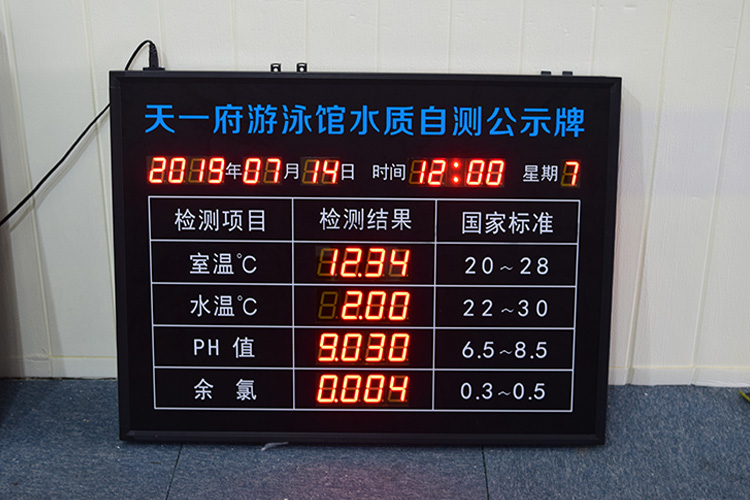 天一府游泳馆水质自测公示牌
2019年07月14日 时间 12:00 星期 7
检测项目 检测结果 国家标准
室温℃ 12.34 20～28
水温℃ 2.00 22～30
PH 值 9.030 6.5～8.5
余 氯 0.004 0.3～0.5